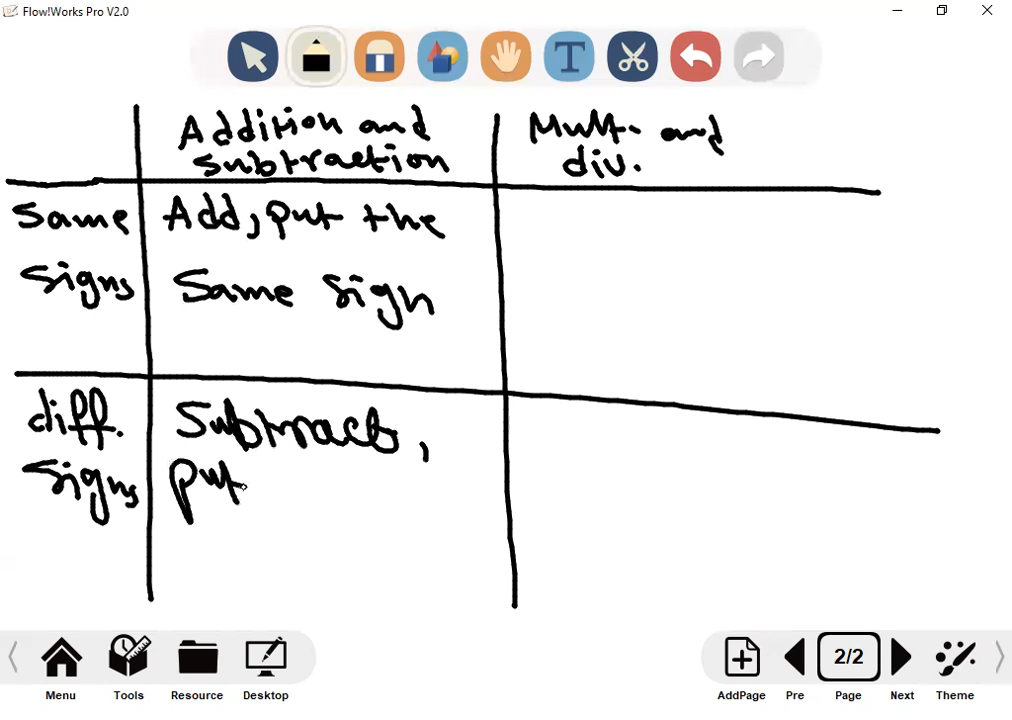 Flow!Works Pro V2.0
Addition and
subtraction
Mult. and
div.
Same
Signs
Add, put the
Same sign
diff.
Signs
Subtract,
put
Menu
Tools
Resource
Desktop
AddPage
Pre
2/2
Page
Next
Theme